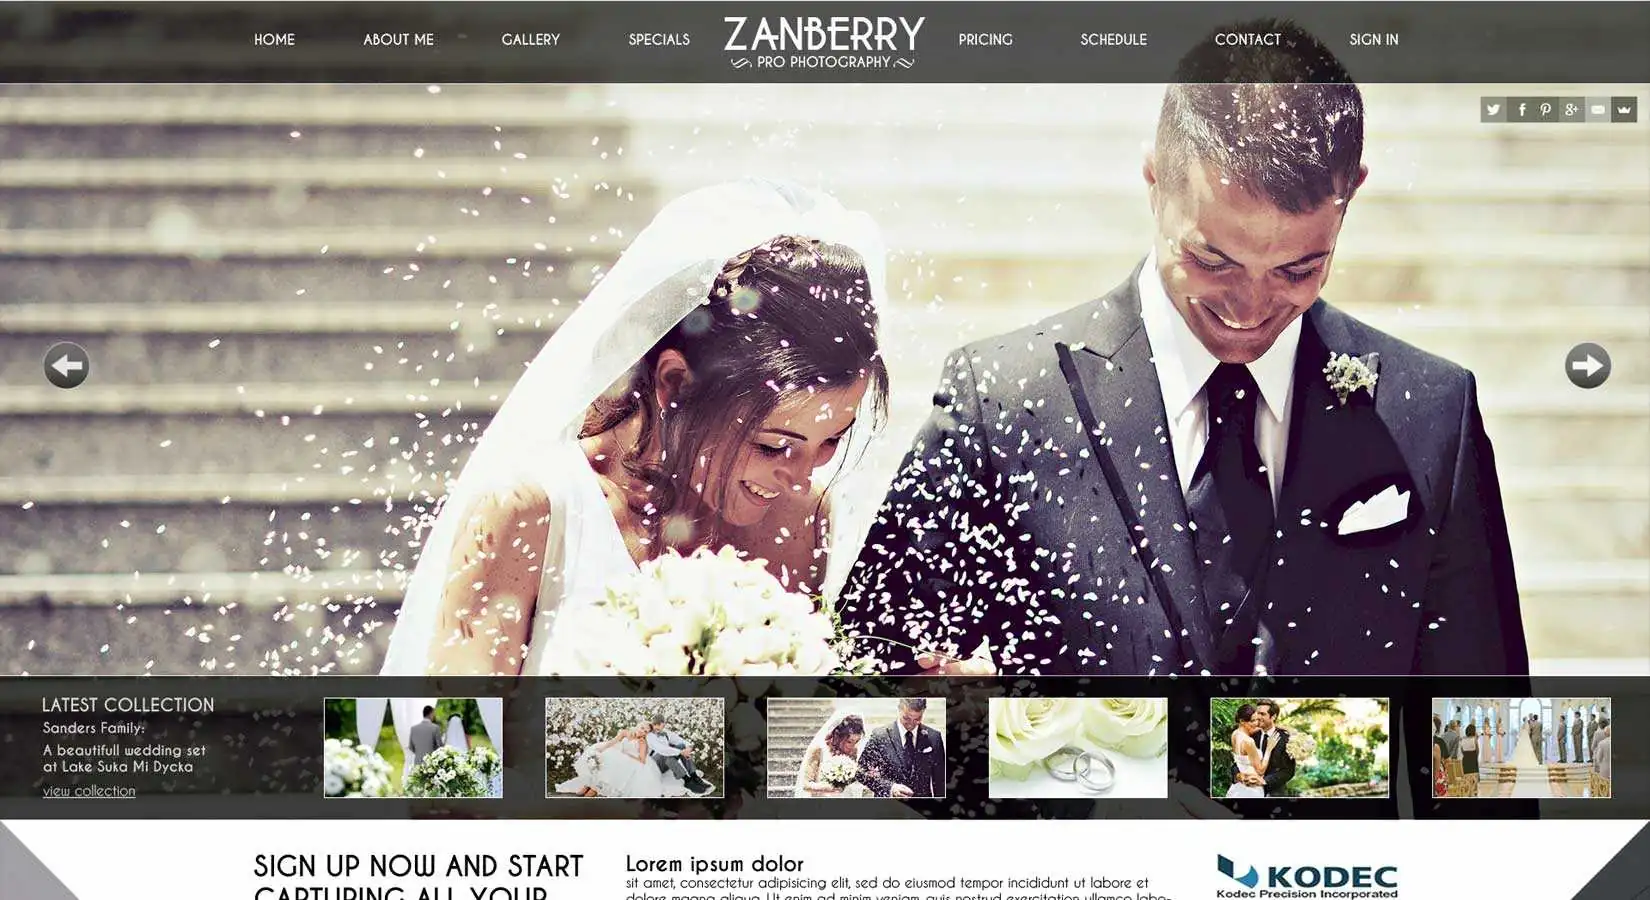 HOME
ABOUT ME
GALLERY
SPECIALS
ZANBERRY
PRO PHOTOGRAPHY
PRICING
SCHEDULE
CONTACT
SIGN IN
LATEST COLLECTION
Sanders Family:
A beautifull wedding set
at Lake Suka Mi Dycka
view collection
SIGN UP NOW AND START
CAPTURING ALL YOUR
Lorem ipsum dolor
sit amet, consectetur adipisicing elit, sed do eiusmod tempor incididunt ut labore et
dolore magna aliqua. Ut enim ad minim veniam, quis nostrud exercitation ullamco labo-
KODEC
Kodec Precision Incorporated